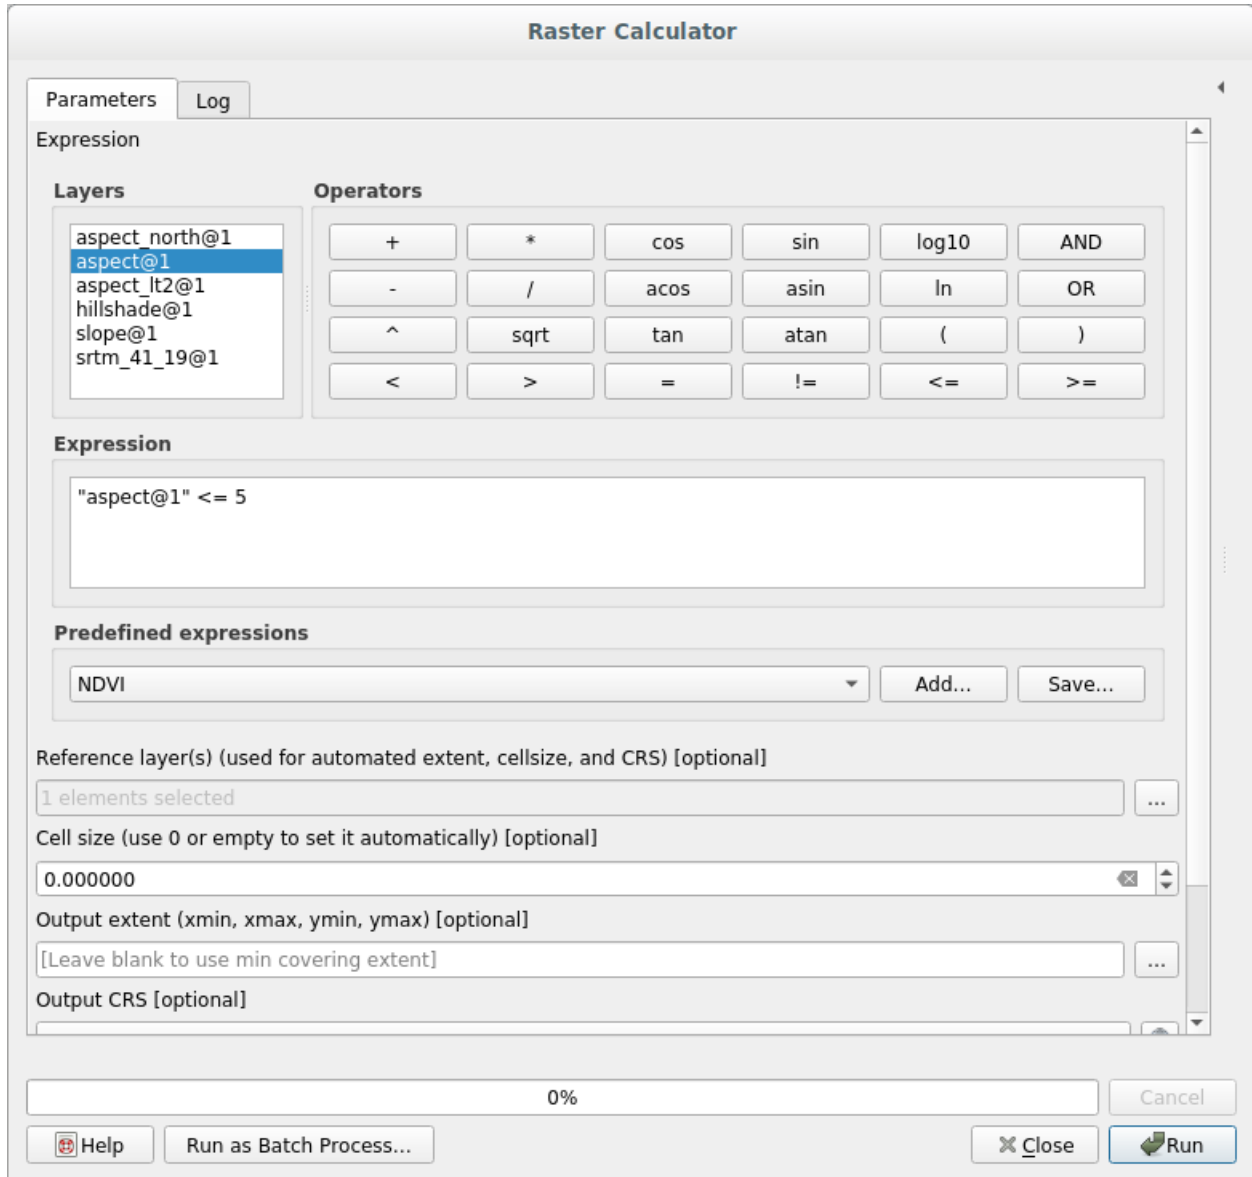 Raster Calculator
Parameters Log
Expression
Layers Operators
aspect_north@1
aspect@1
aspect_lt2@1
hillshade@1
slope@1
srtm_41_19@1
+ * cos sin log10 AND
- / acos asin ln OR
^ sqrt tan atan ( )
< > = != <= >=
Expression
"aspect@1" <= 5
Predefined expressions
NDVI Add... Save...
Reference layer(s) (used for automated extent, cellsize, and CRS) [optional]
1 elements selected ...
Cell size (use 0 or empty to set it automatically) [optional]
0.000000
Output extent (xmin, xmax, ymin, ymax) [optional]
[Leave blank to use min covering extent] ...
Output CRS [optional]
0% Cancel
Help Run as Batch Process... Close Run